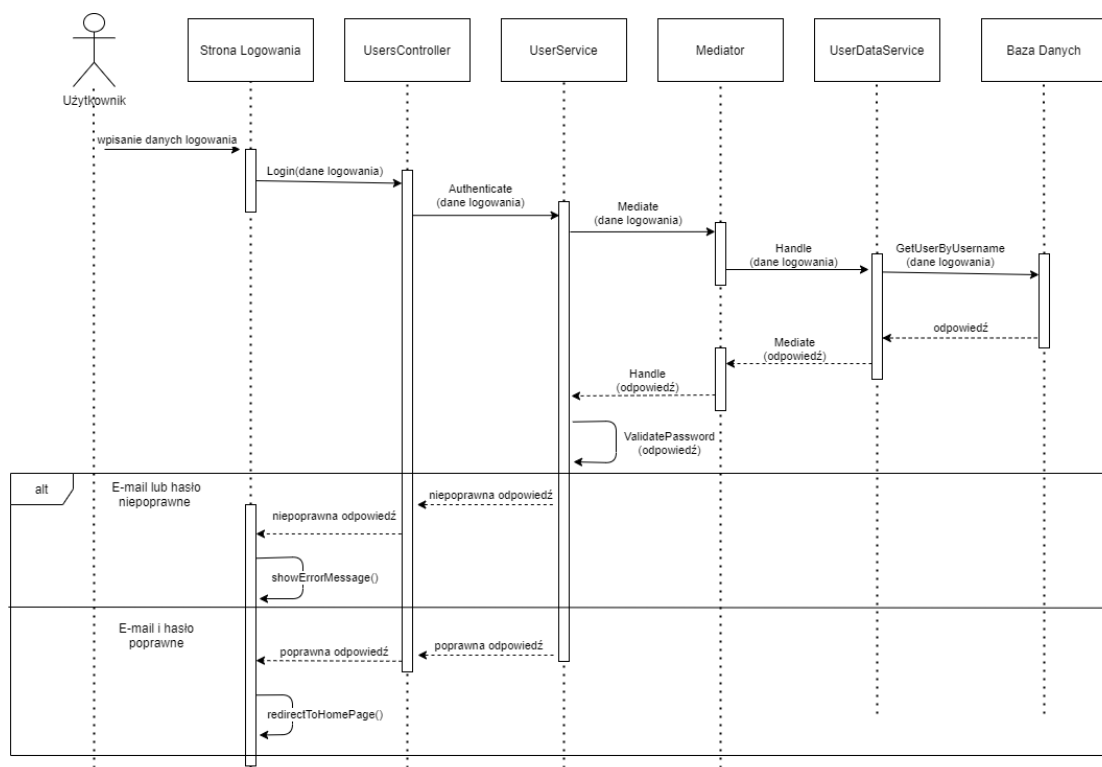 Strona Logowania
UsersController
UserService
Mediator
UserDataService
Baza Danych
Użytkownik
wpisanie danych logowania
Login(dane logowania)
Authenticate
(dane logowania)
Mediate
(dane logowania)
Handle
(dane logowania)
GetUserByUsername
(dane logowania)
odpowiedź
Mediate
(odpowiedź)
Handle
(odpowiedź)
ValidatePassword
(odpowiedź)
alt
E-mail lub hasło
niepoprawne
niepoprawna odpowiedź
niepoprawna odpowiedź
showErrorMessage()
E-mail i hasło
poprawne
poprawna odpowiedź
poprawna odpowiedź
redirectToHomePage()